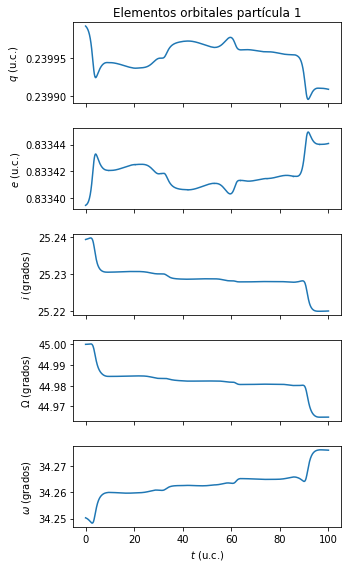 Elementos orbitales partícula 1
0.23995
0.23990
q (u.c.)
0.83344
0.83342
0.83340
e (u.c.)
25.24
25.23
25.22
i (grados)
45.00
44.99
44.98
44.97
Ω (grados)
34.27
34.26
34.25
ω (grados)
0 20 40 60 80 100
t (u.c.)